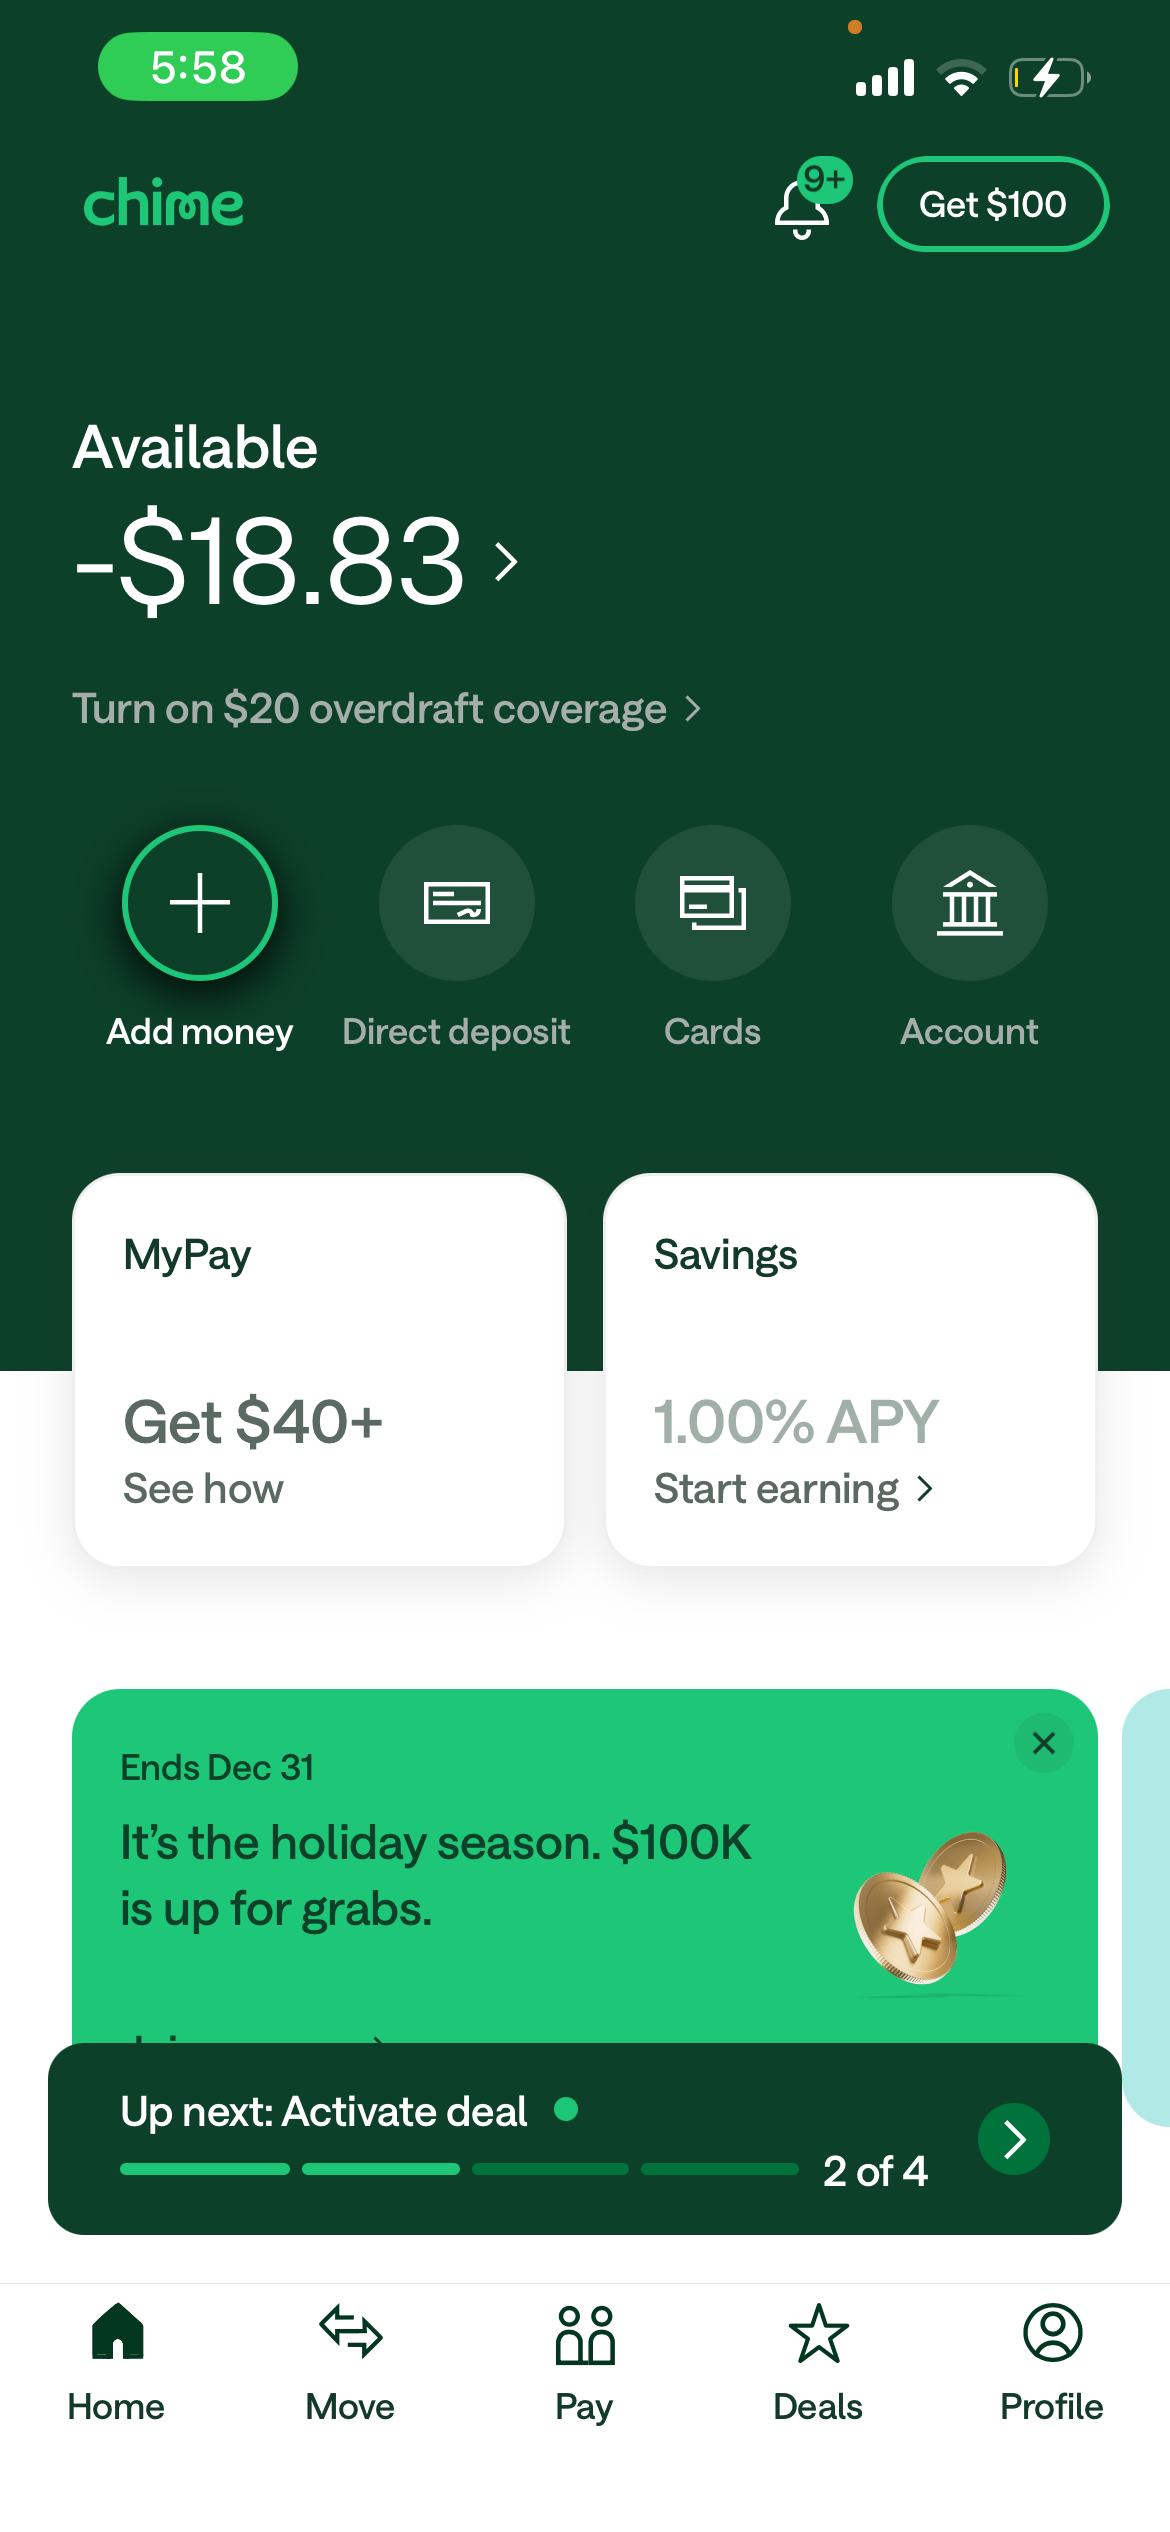 5:58
chime
9+
Get $100
Available
-$18.83
Turn on $20 overdraft coverage
Add money
Direct deposit
Cards
Account
MyPay
Get $40+
See how
Savings
1.00% APY
Start earning
Ends Dec 31
It's the holiday season. $100K
is up for grabs.
Up next: Activate deal
2 of 4
Home
Move
Pay
Deals
Profile